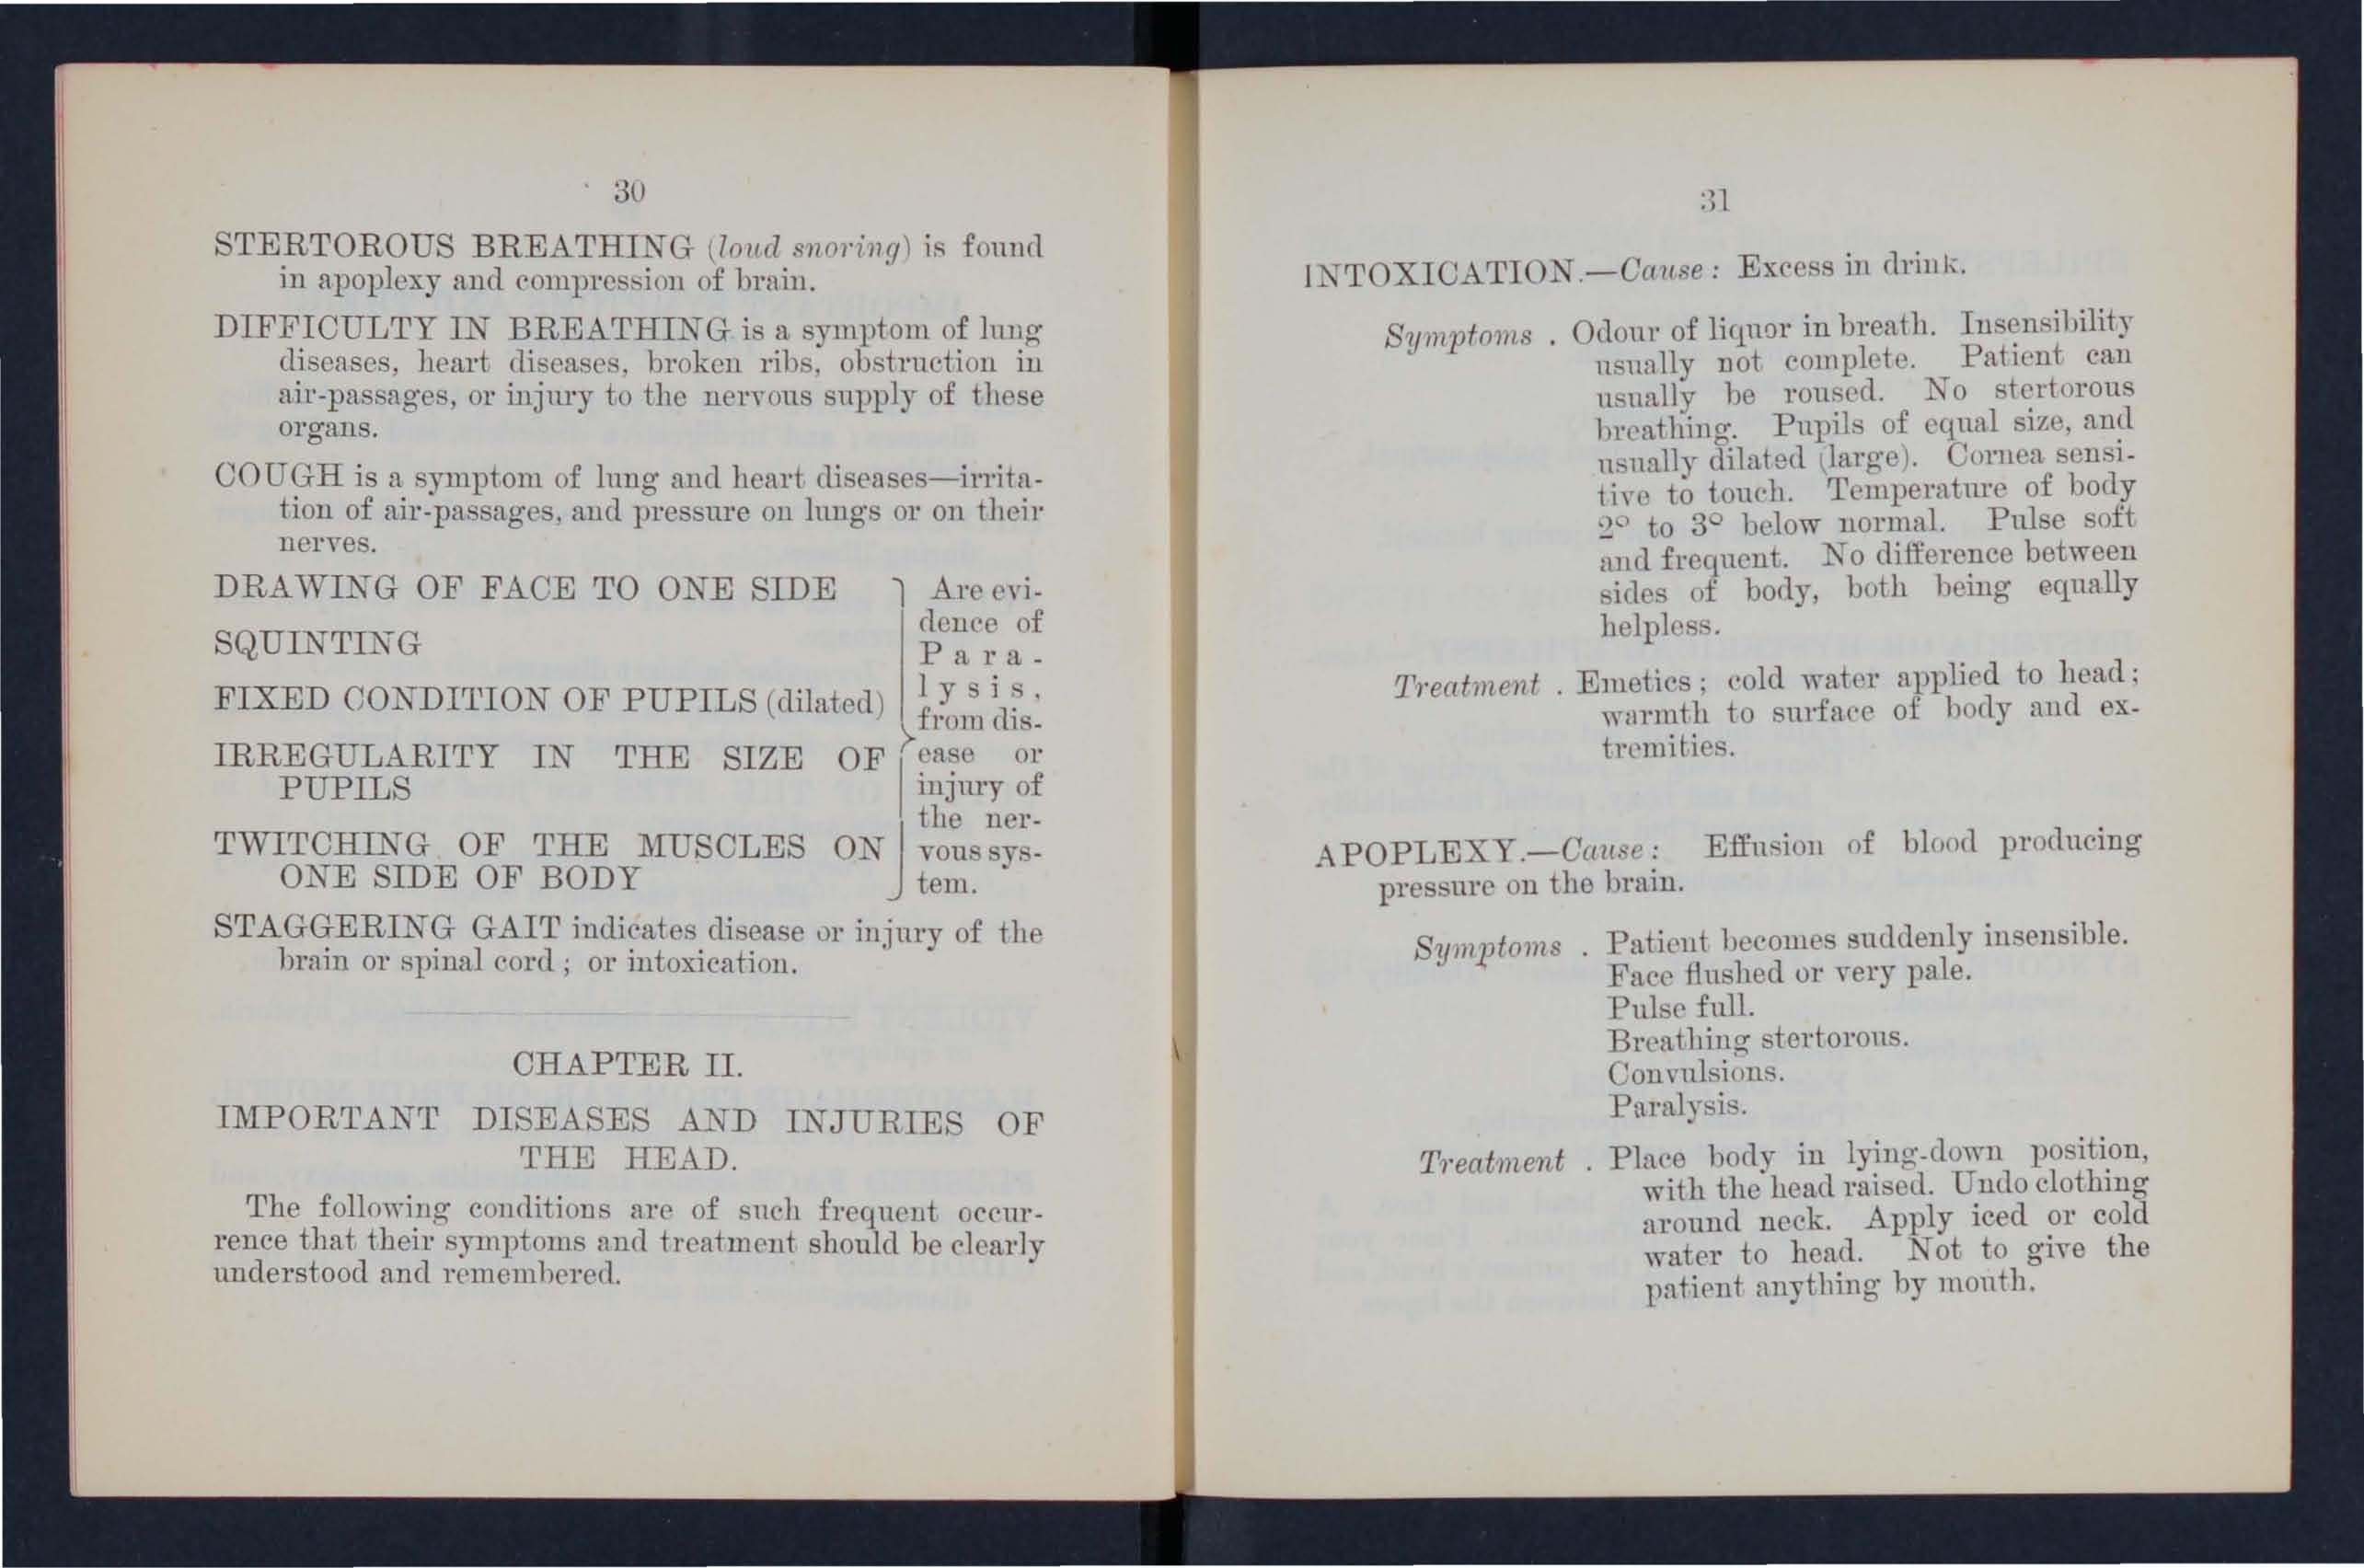 30
STERTOROUS BREATHING (loud snoring) is found
in apoplexy and compression of brain.
DIFFICULTY IN BREATHING is a symptom of lung
diseases, heart diseases, broken ribs, obstruction in
air-passages, or injury to the nervous supply of these
organs.
COUGH is a symptom of lung and heart diseases—irrita-
tion of air-passages, and pressure on lungs or on their
nerves.
DRAWING OF FACE TO ONE SIDE
SQUINTING
FIXED CONDITION OF PUPILS (dilated)
IRREGULARITY IN THE SIZE OF
PUPILS
TWITCHING OF THE MUSCLES ON
ONE SIDE OF BODY
Are evi-
dence of
Para-
lysis,
from dis-
ease or
injury of
the ner-
vous sys-
tem.
STAGGERING GAIT indicates disease or injury of the
brain or spinal cord; or intoxication.
CHAPTER II.
IMPORTANT DISEASES AND INJURIES OF
THE HEAD.
The following conditions are of such frequent occur-
rence that their symptoms and treatment should be clearly
understood and remembered.
31
INTOXICATION.—Cause: Excess in drink.
Symptoms . Odour of liquor in breath. Insensibility
usually not complete. Patient can
usually be roused. No stertorous
breathing. Pupils of equal size, and
usually dilated (large). Cornea sensi-
tive to touch. Temperature of body
2° to 3° below normal. Pulse soft
and frequent. No difference between
sides of body, both being equally
helpless.
Treatment . Emetics; cold water applied to head;
warmth to surface of body and ex-
tremities.
APOPLEXY.—Cause: Effusion of blood producing
pressure on the brain.
Symptoms . Patient becomes suddenly insensible.
Face flushed or very pale.
Pulse full.
Breathing stertorous.
Convulsions.
Paralysis.
Treatment . Place body in lying-down position,
with the head raised. Undo clothing
around neck. Apply iced or cold
water to head. Not to give the
patient anything by mouth.